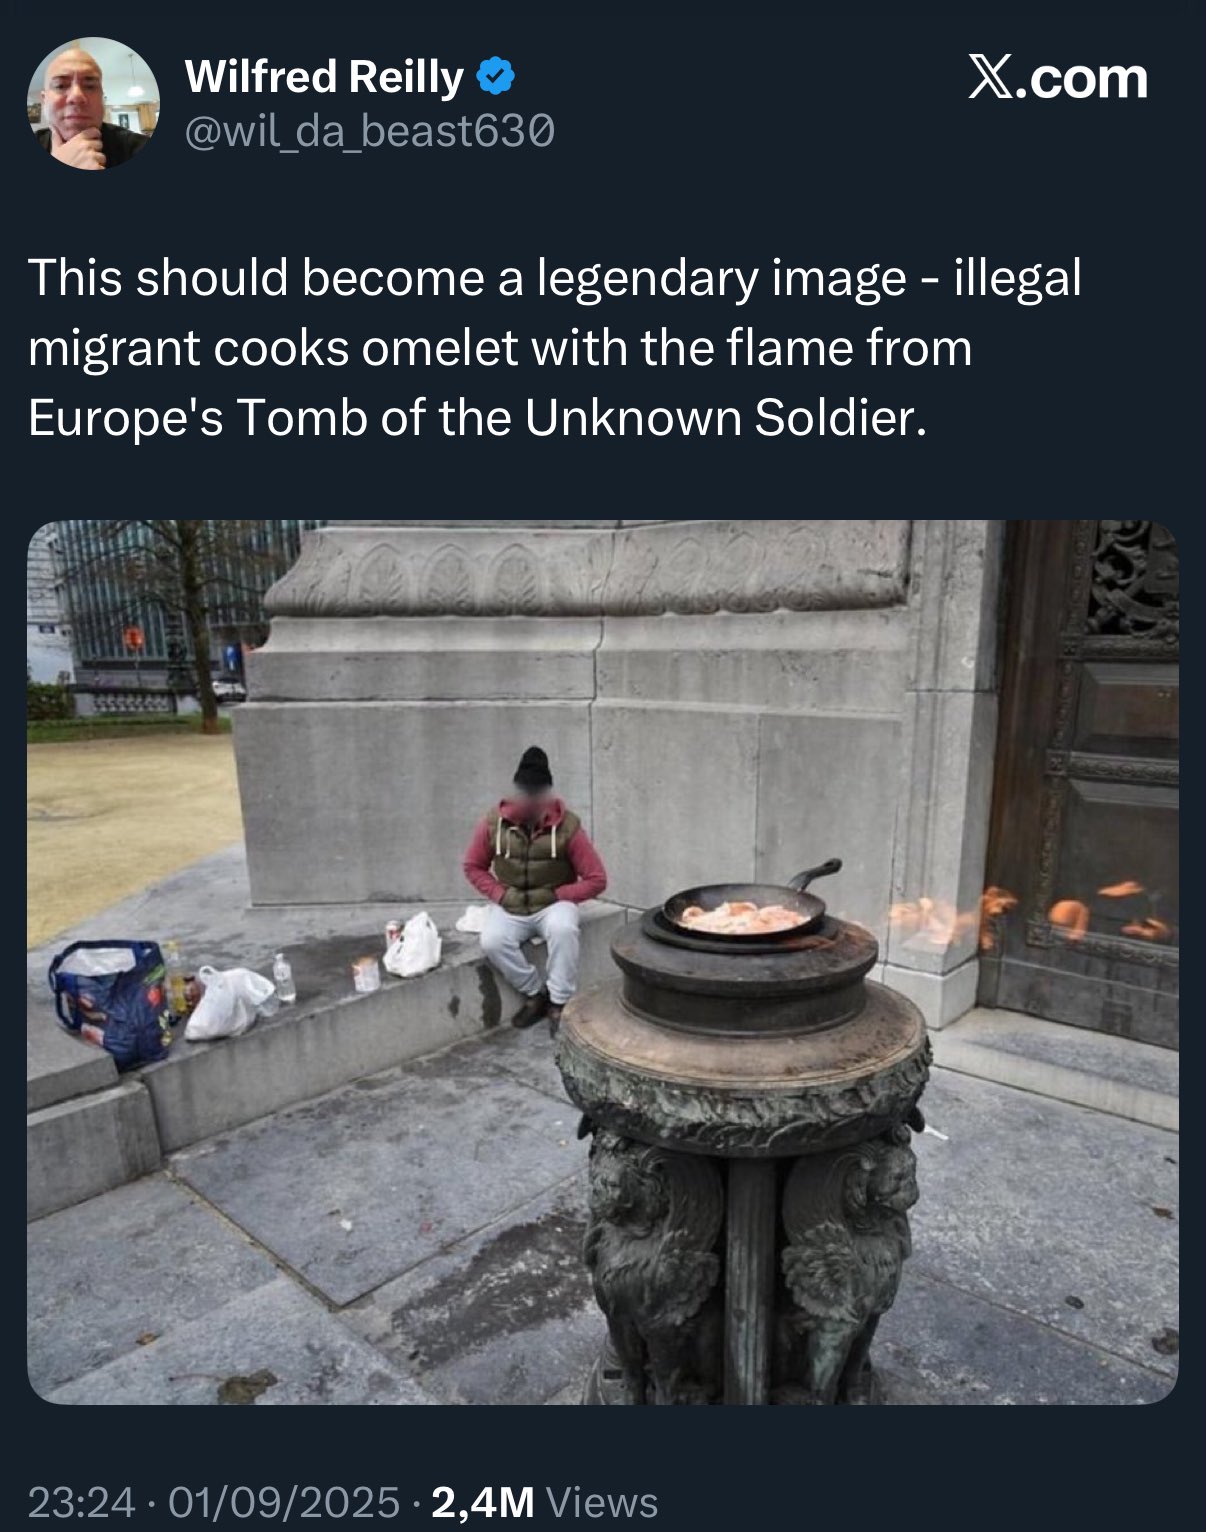 Wilfred Reilly
X.com
@wil_da_beast630
This should become a legendary image - illegal
migrant cooks omelet with the flame from
Europe's Tomb of the Unknown Soldier.
23:24 · 01/09/2025 · 2,4M Views